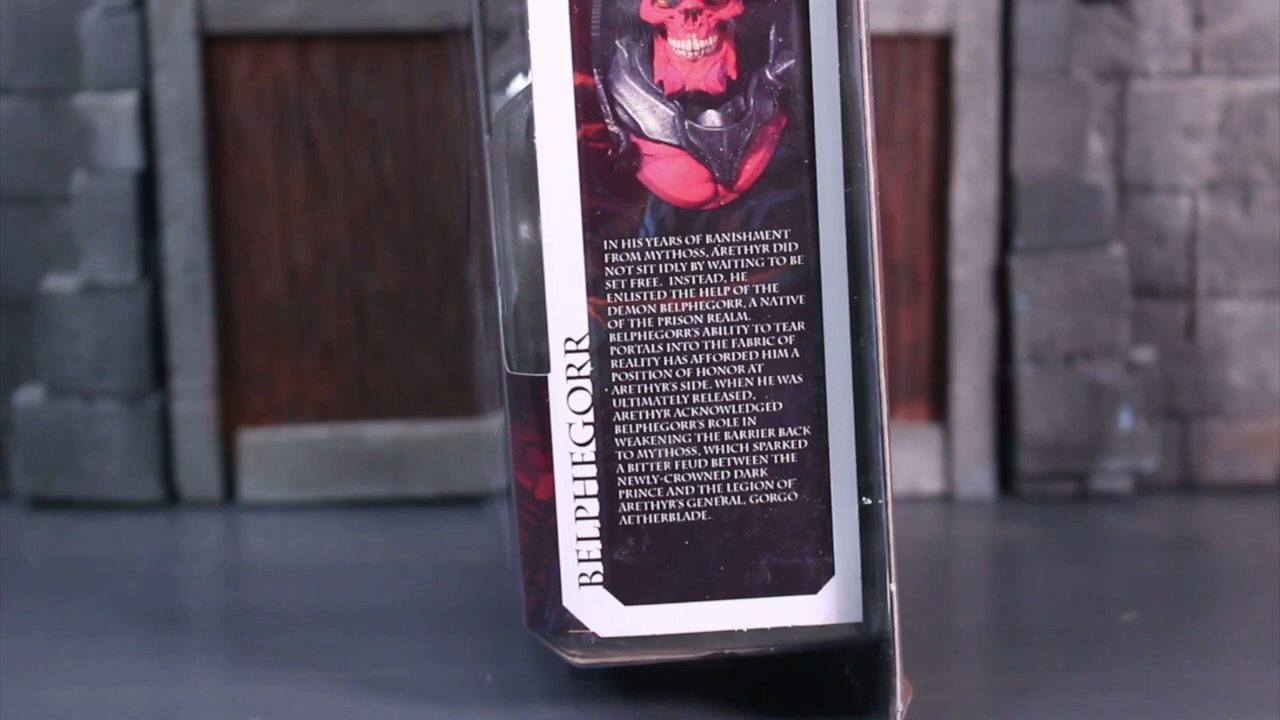 IN HIS YEARS OF BANISHMENT
FROM MYTHOSS, ARETHYR DID
NOT SIT IDLY BY WAITING TO BE
SET FREE. INSTEAD, HE
ENLISTED THE HELP OF THE
DEMON BELPHEGORR, A NATIVE
OF THE PRISON REALM.
BELPHEGORR'S ABILITY TO TEAR
PORTALS INTO THE FABRIC OF
REALITY HAS AFFORDED HIM A
POSITION OF HONOR AT
ARETHYR'S SIDE. WHEN HE WAS
ULTIMATELY RELEASED,
ARETHYR ACKNOWLEDGED
BELPHEGORR'S ROLE IN
WEAKENING THE BARRIER BACK
TO MYTHOSS, WHICH SPARKED
A BITTER FEUD BETWEEN THE
NEWLY-CROWNED DARK
PRINCE AND THE LEGION OF
ARETHYR'S GENERAL, GORGO
AETHERBLADE.
BELPHEGORR